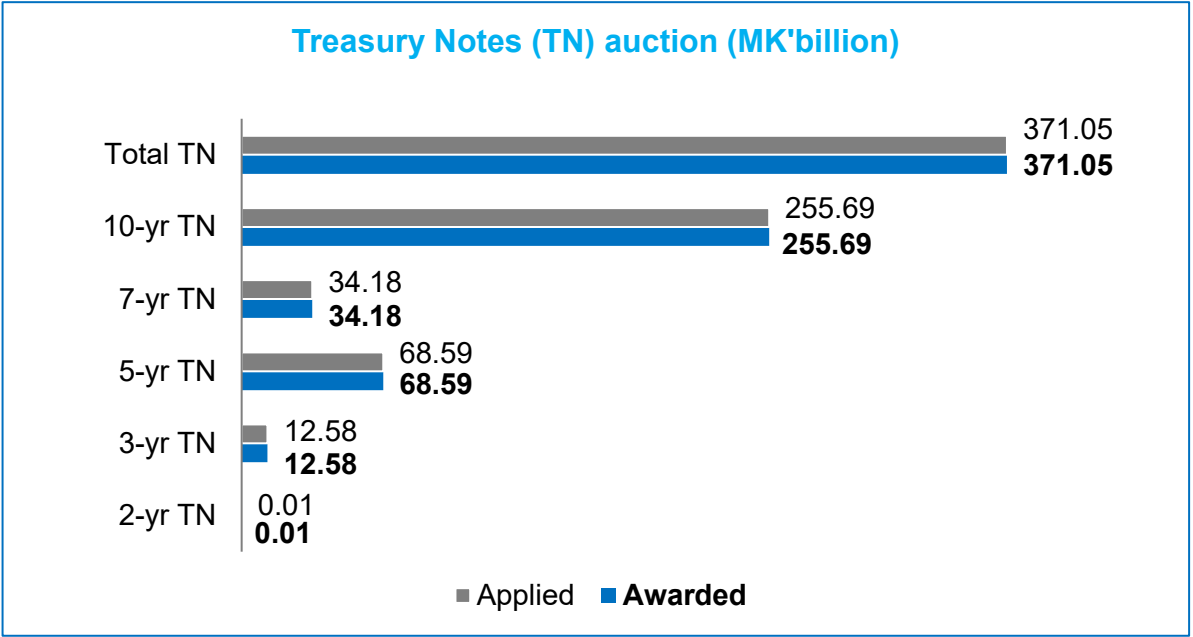 Treasury Notes (TN) auction (MK'billion)
Total TN
371.05
371.05
10-yr TN
255.69
255.69
7-yr TN
34.18
34.18
5-yr TN
68.59
68.59
3-yr TN
12.58
12.58
2-yr TN
0.01
0.01
Applied Awarded